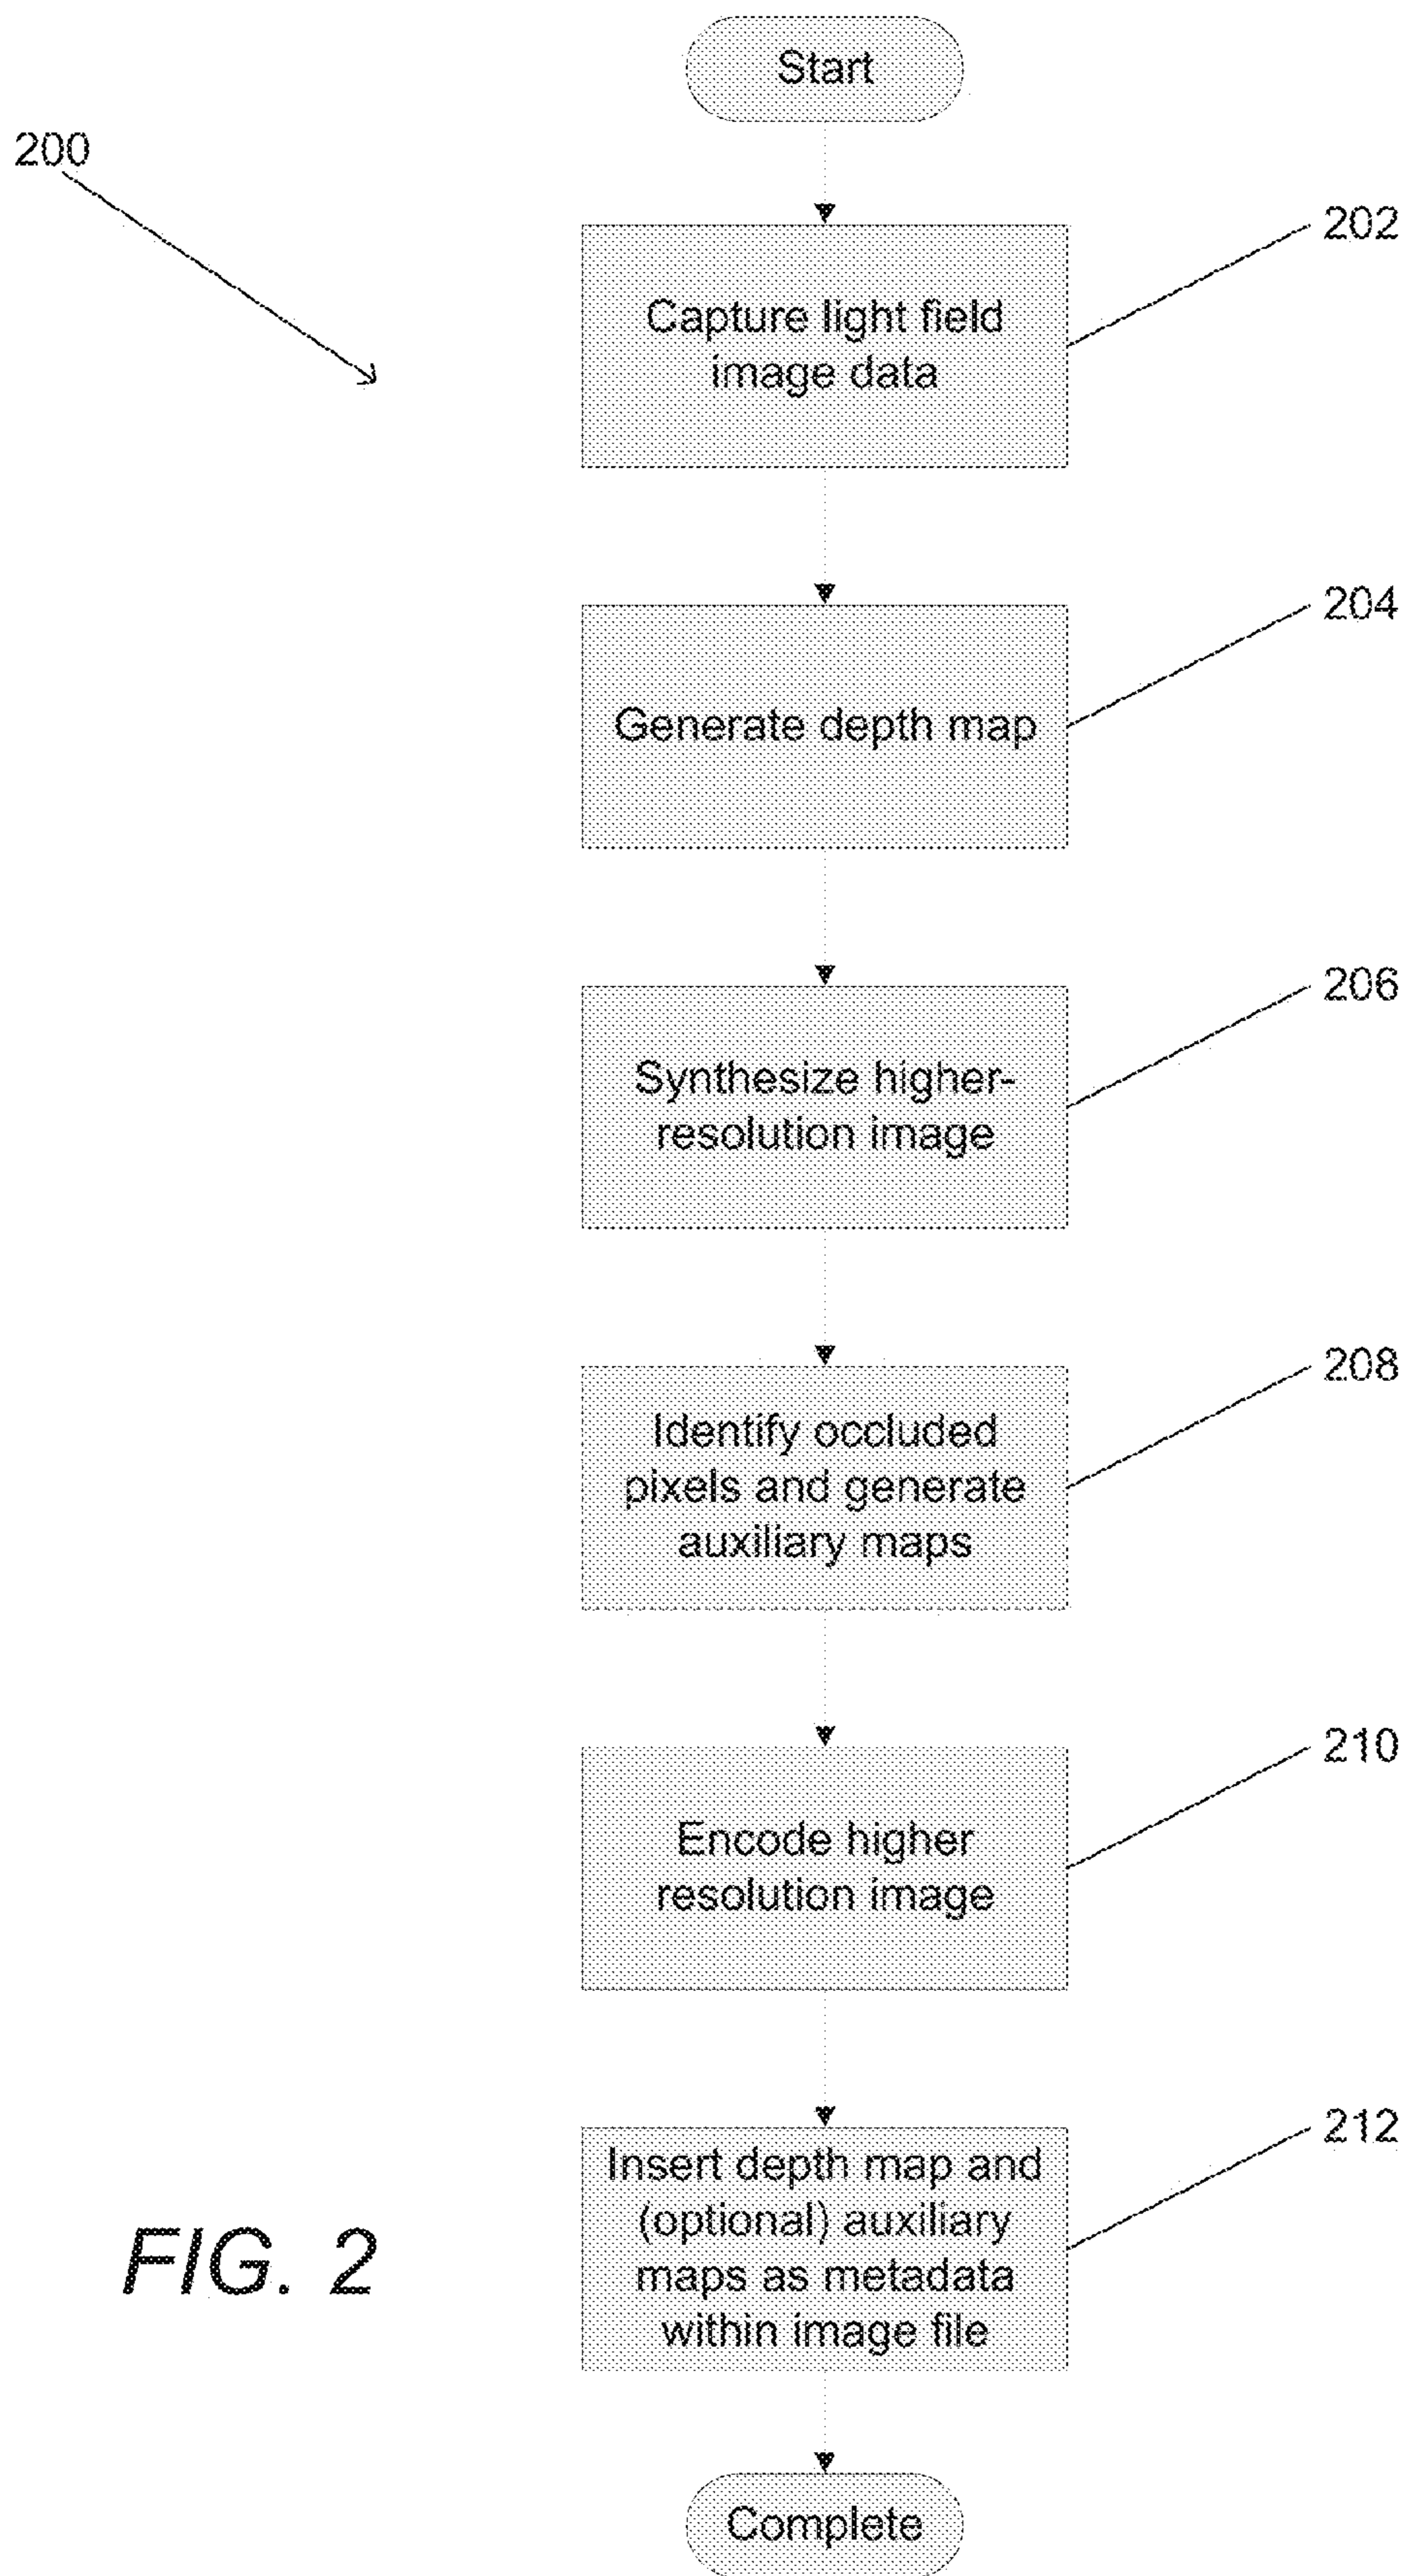 Start
200
202
Capture light field
image data
204
Generate depth map
206
Synthesize higher-
resolution image
208
Identify occluded
pixels and generate
auxiliary maps
210
Encode higher
resolution image
212
Insert depth map and
(optional) auxiliary
maps as metadata
within image file
FIG. 2
Complete